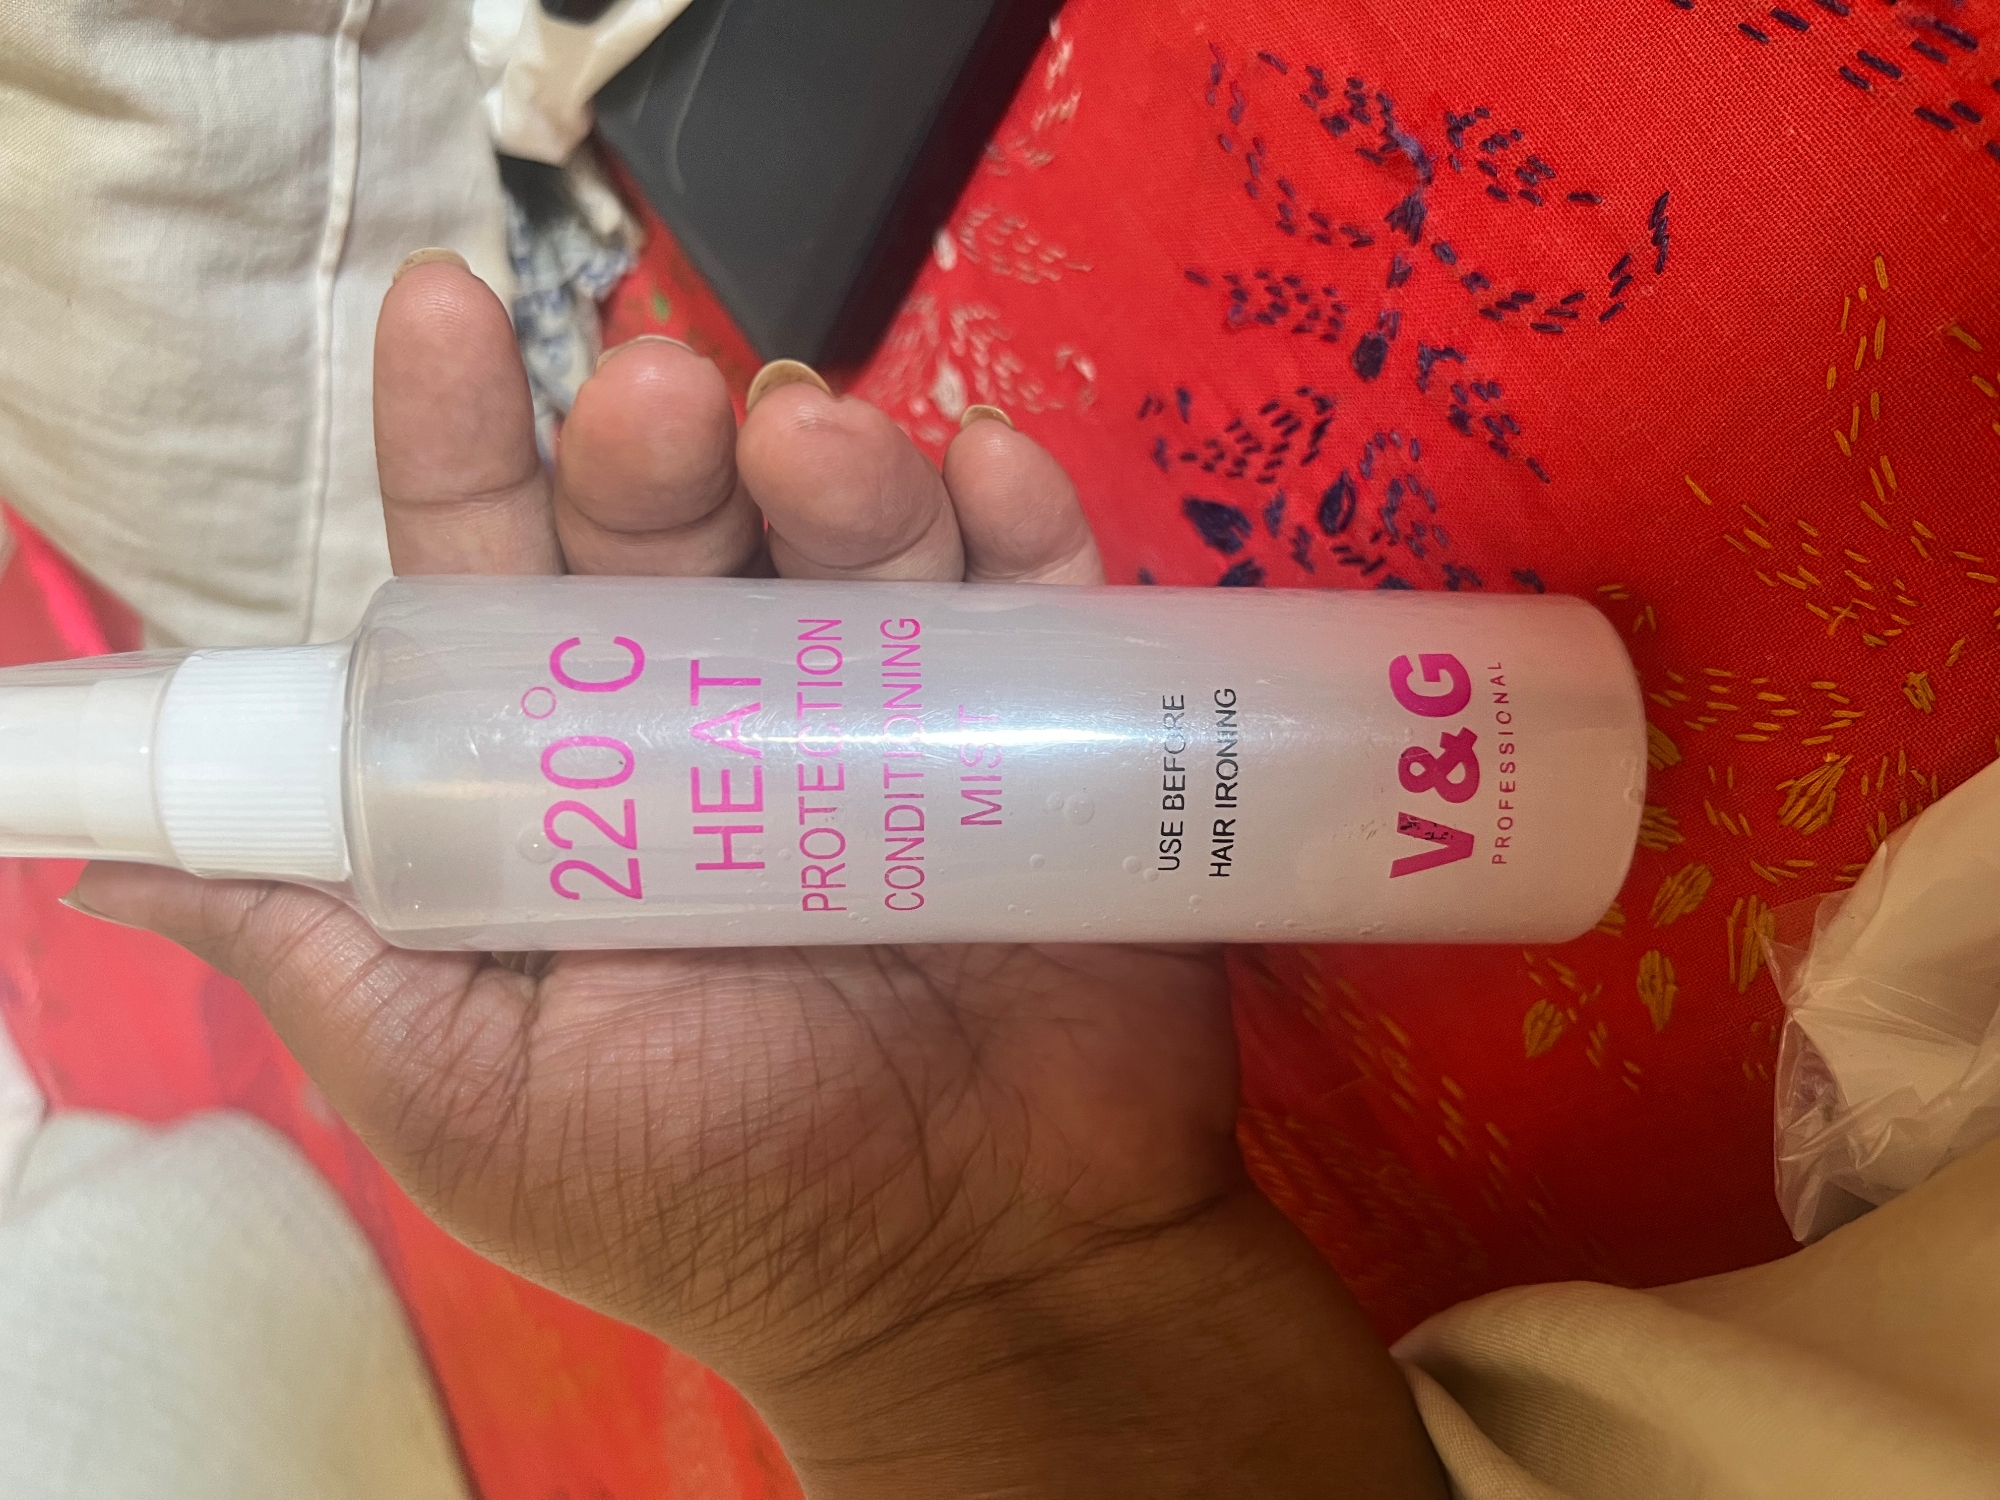 220°C
HEAT
PROTECTION
CONDITIONING
MIST
USE BEFORE
HAIR IRONING
V&G
PROFESSIONAL